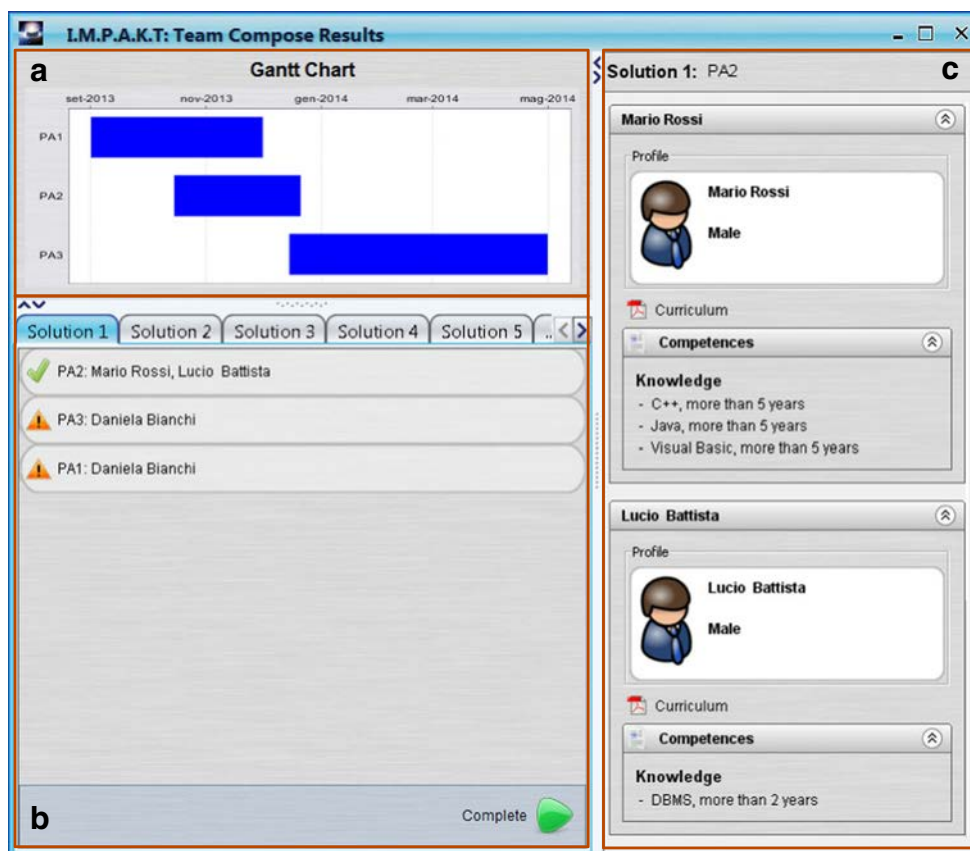 I.M.P.A.K.T: Team Compose Results
a
Gantt Chart
set-2013 nov-2013 gen-2014 mar-2014 mag-2014
PA1
PA2
PA3
Solution 1 Solution 2 Solution 3 Solution 4 Solution 5 ..
PA2: Mario Rossi, Lucio Battista
PA3: Daniela Bianchi
PA1: Daniela Bianchi
b
Complete
Solution 1: PA2
c
Mario Rossi
Profile
Mario Rossi
Male
Curriculum
Competences
Knowledge
- C++, more than 5 years
- Java, more than 5 years
- Visual Basic, more than 5 years
Lucio Battista
Profile
Lucio Battista
Male
Curriculum
Competences
Knowledge
- DBMS, more than 2 years